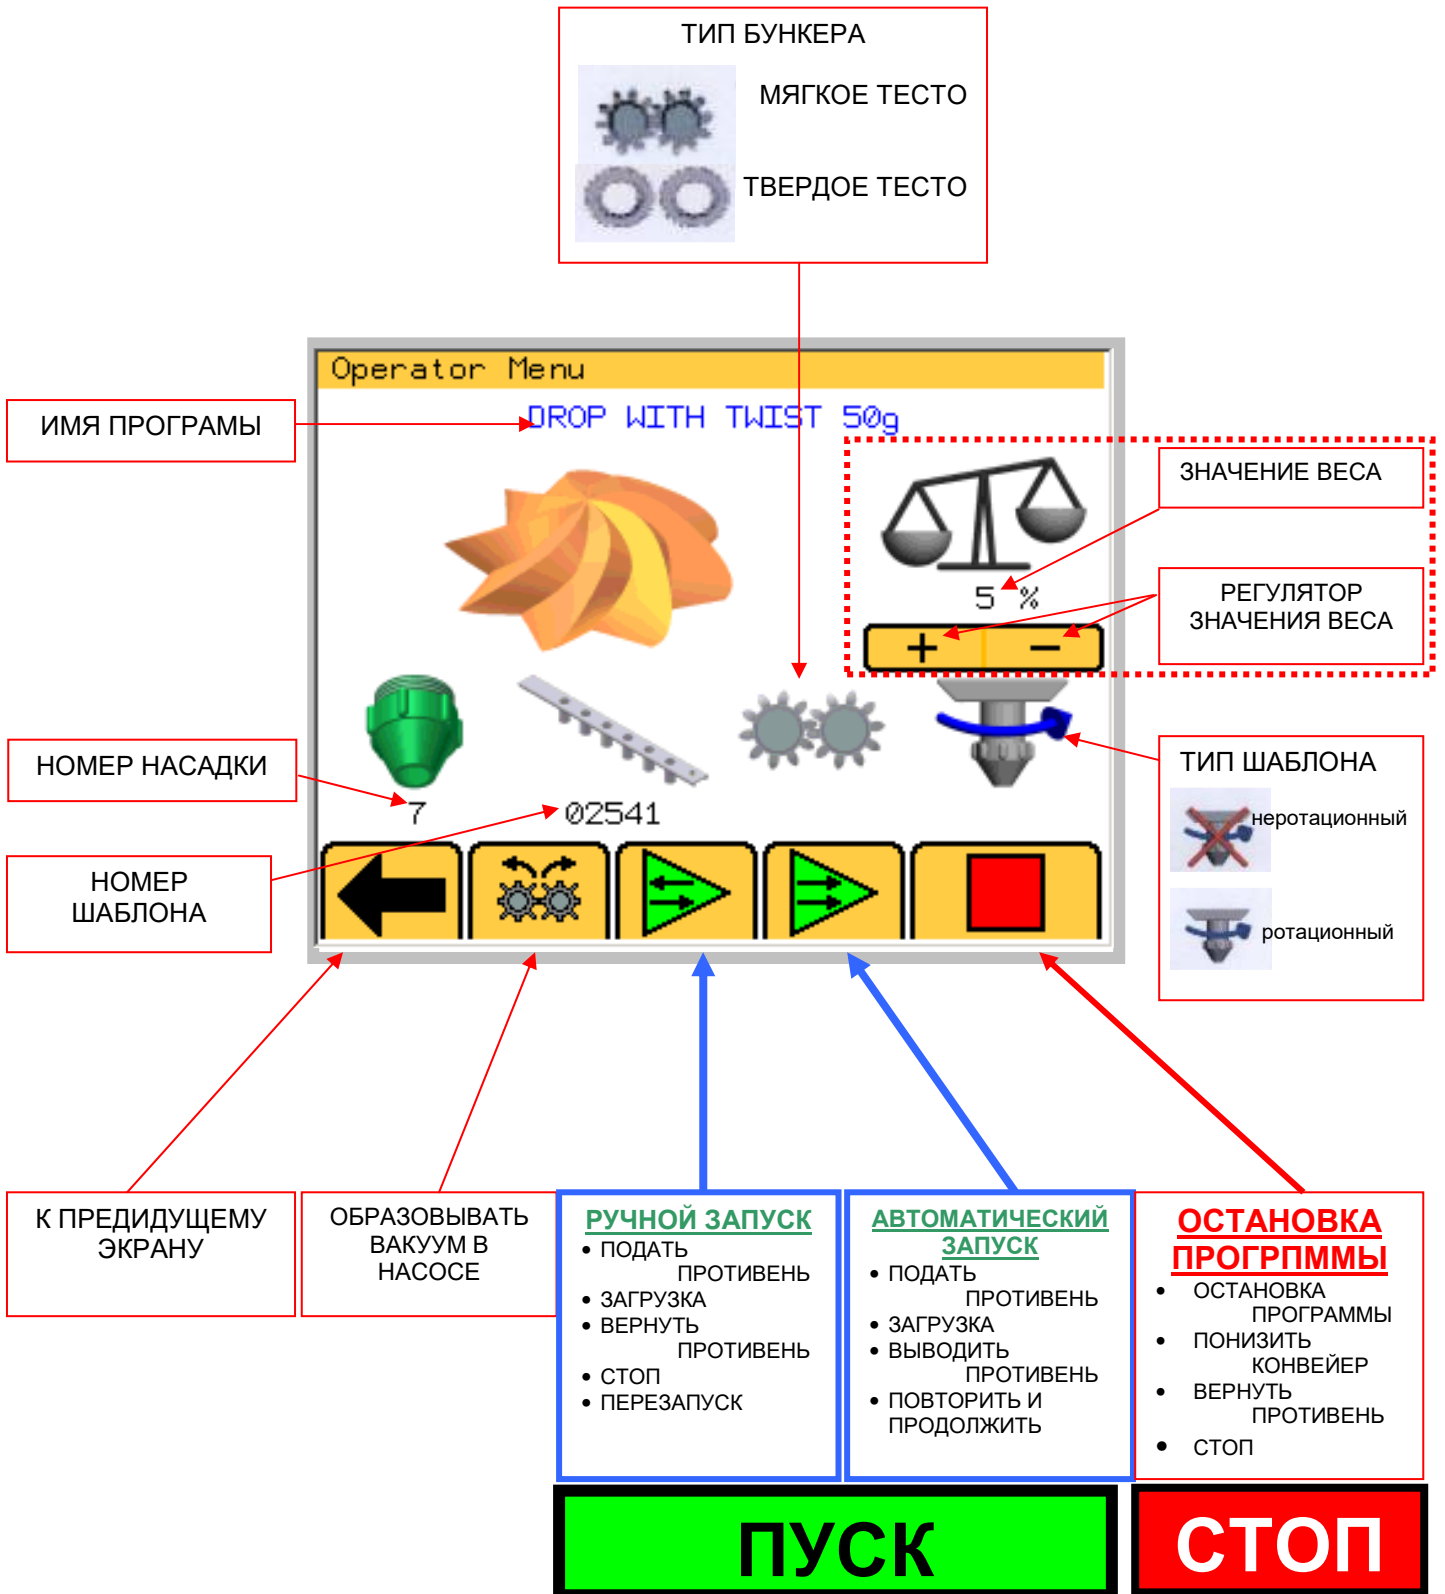 ТИП БУНКЕРА
МЯГКОЕ ТЕСТО
ТВЕРДОЕ ТЕСТО
Operator Menu
DROP WITH TWIST 50g
ИМЯ ПРОГРАМЫ
ЗНАЧЕНИЕ ВЕСА
5 %
РЕГУЛЯТОР
ЗНАЧЕНИЯ ВЕСА
+ −
НОМЕР НАСАДКИ
7
02541
ТИП ШАБЛОНА
неротационный
ротационный
НОМЕР
ШАБЛОНА
К ПРЕДИДУЩЕМУ
ЭКРАНУ
ОБРАЗОВЫВАТЬ
ВАКУУМ В
НАСОСЕ
РУЧНОЙ ЗАПУСК
• ПОДАТЬ
ПРОТИВЕНЬ
• ЗАГРУЗКА
• ВЕРНУТЬ
ПРОТИВЕНЬ
• СТОП
• ПЕРЕЗАПУСК
АВТОМАТИЧЕСКИЙ
ЗАПУСК
• ПОДАТЬ
ПРОТИВЕНЬ
• ЗАГРУЗКА
• ВЫВОДИТЬ
ПРОТИВЕНЬ
• ПОВТОРИТЬ И
ПРОДОЛЖИТЬ
ОСТАНОВКА
ПРОГРПММЫ
• ОСТАНОВКА
ПРОГРАММЫ
• ПОНИЗИТЬ
КОНВЕЙЕР
• ВЕРНУТЬ
ПРОТИВЕНЬ
• СТОП
ПУСК
СТОП